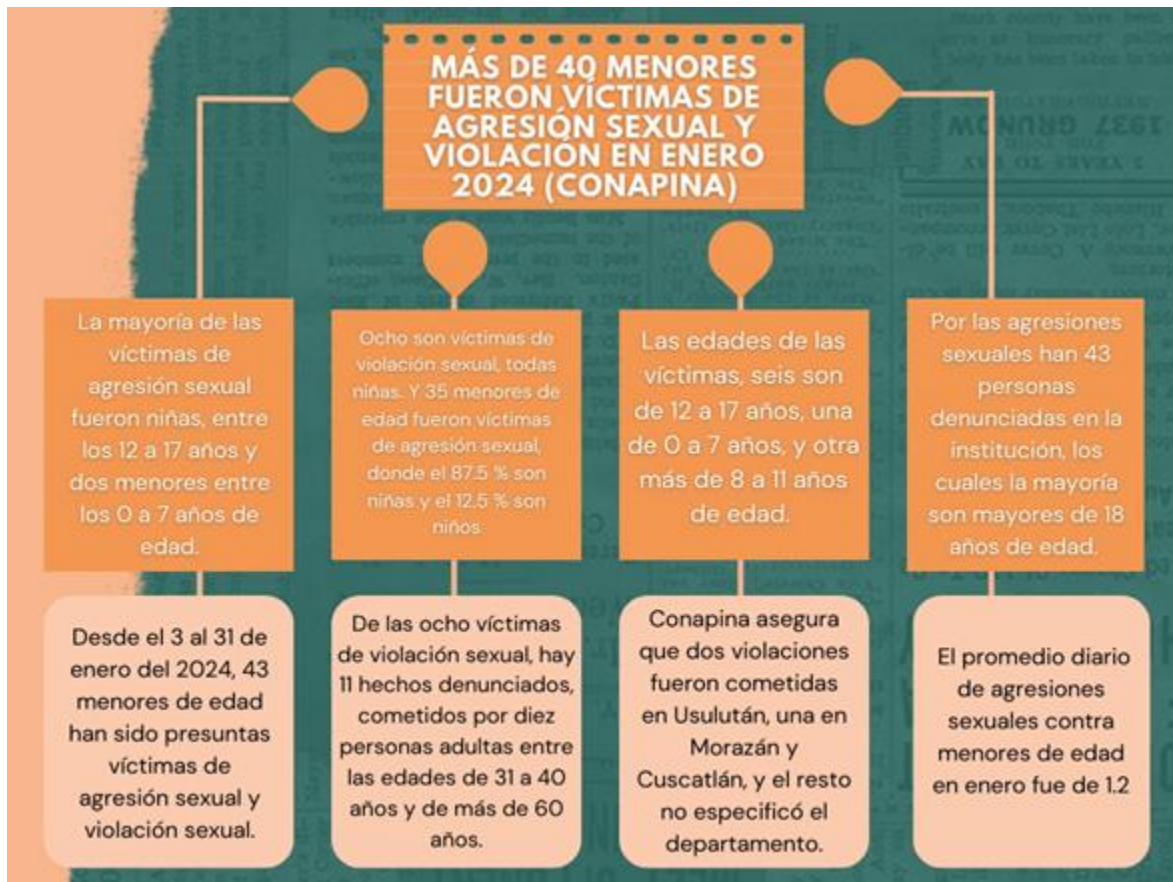 MÁS DE 40 MENORES
FUERON VÍCTIMAS DE
AGRESIÓN SEXUAL Y
VIOLACIÓN EN ENERO
2024 (CONAPINA)
La mayoría de las
víctimas de
agresión sexual
fueron niñas, entre
los 12 a 17 años y
dos menores entre
los 0 a 7 años de
edad.
Desde el 3 al 31 de
enero del 2024, 43
menores de edad
han sido presuntas
víctimas de
agresión sexual y
violación sexual.
Ocho son víctimas de
violación sexual, todas
niñas. Y 35 menores de
edad fueron víctimas
de agresión sexual,
donde el 87.5 % son
niñas y el 12.5 % son
niños.
De las ocho víctimas
de violación sexual, hay
11 hechos denunciados,
cometidos por diez
personas adultas entre
las edades de 31 a 40
años y de más de 60
años.
Las edades de las
víctimas, seis son
de 12 a 17 años, una
de 0 a 7 años, y otra
más de 8 a 11 años
de edad.
Conapina asegura
que dos violaciones
fueron cometidas
en Usulután, una en
Morazán y
Cuscatlán, y el resto
no especificó el
departamento.
Por las agresiones
sexuales han 43
personas
denunciadas en la
institución, los
cuales la mayoría
son mayores de 18
años de edad.
El promedio diario
de agresiones
sexuales contra
menores de edad
en enero fue de 1.2